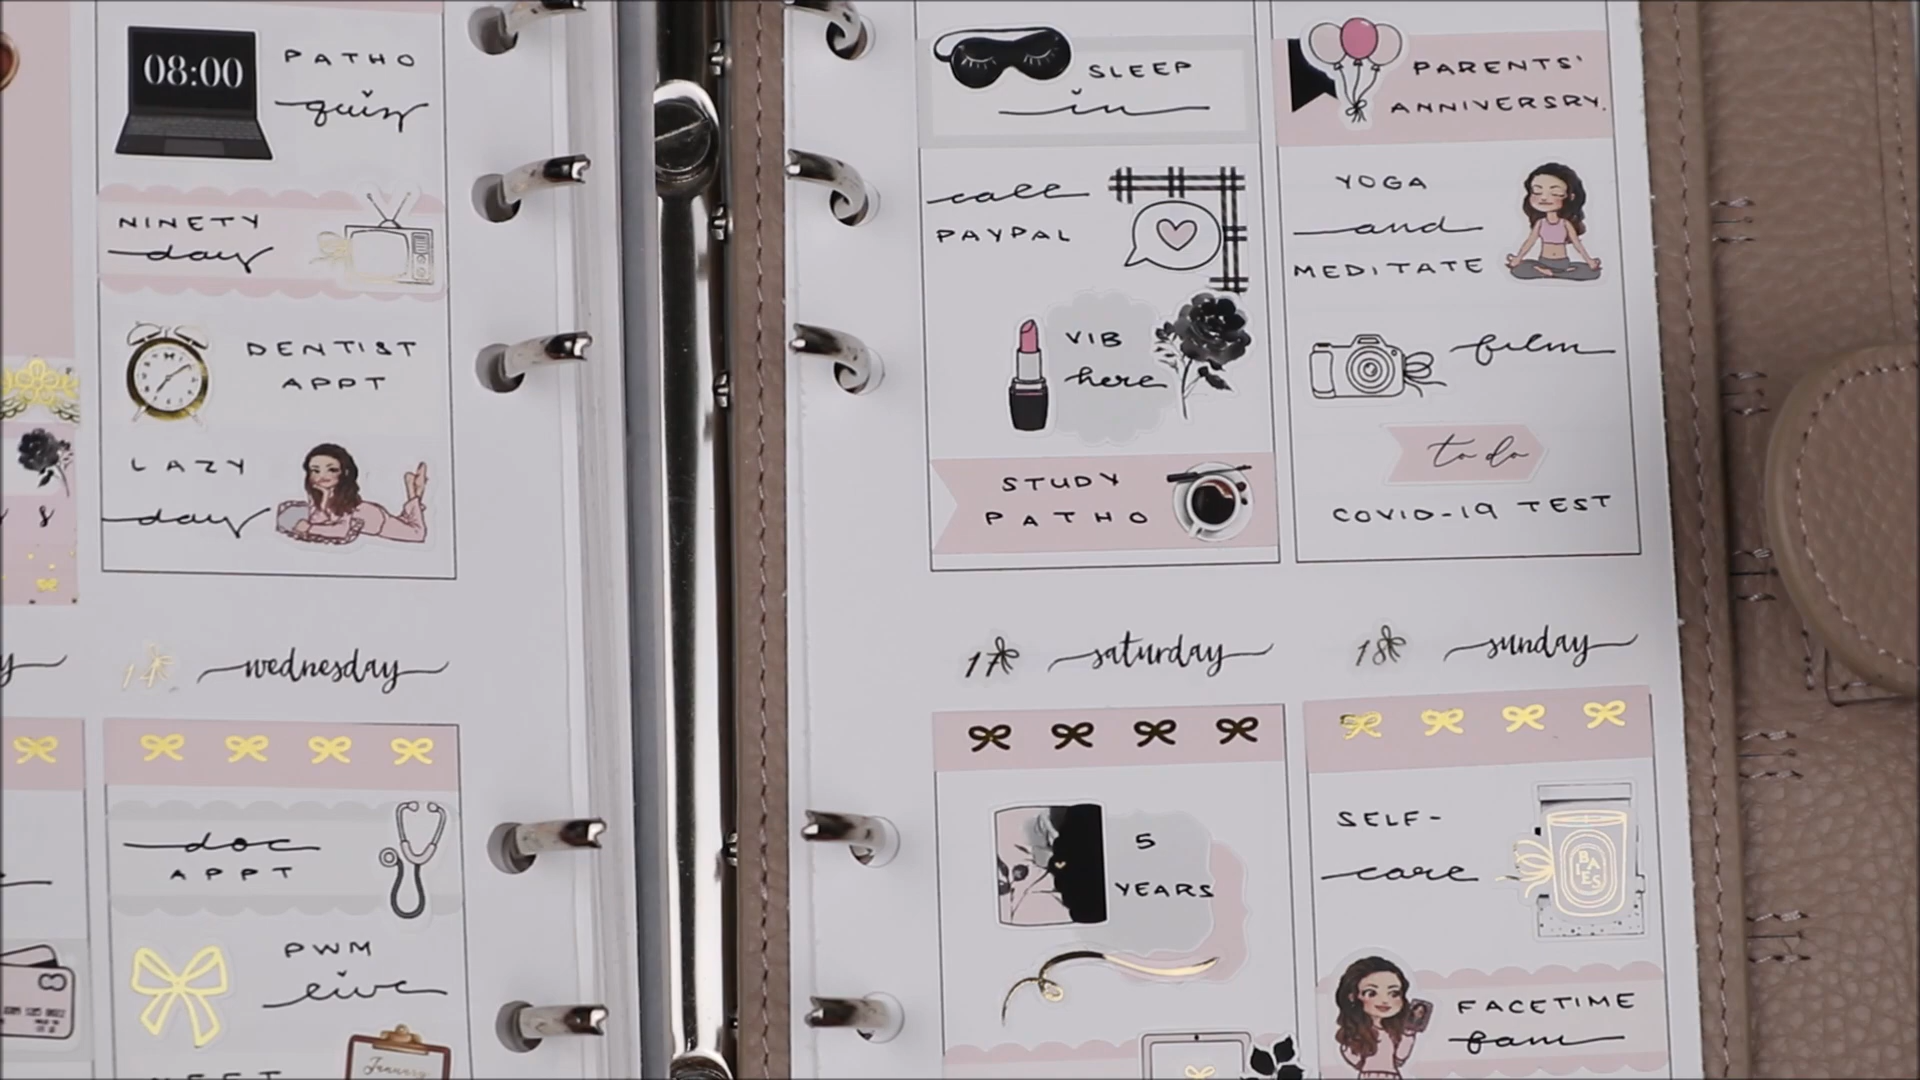 08:00
PATHO
quiz
NINETY
day
DENTIST
APPT
LAZY
day
s
14 wednesday
doc
APPT
PWM
live
January
SLEEP
in
call
PAYPAL
VIB
here
STUDY
PATHO
17 saturday
5
YEARS
PARENTS'
ANNIVERSRY.
YOGA
and
MEDITATE
film
to do
COVID-19 TEST
18 sunday
SELF-
care
BAIES
FACETIME
fam